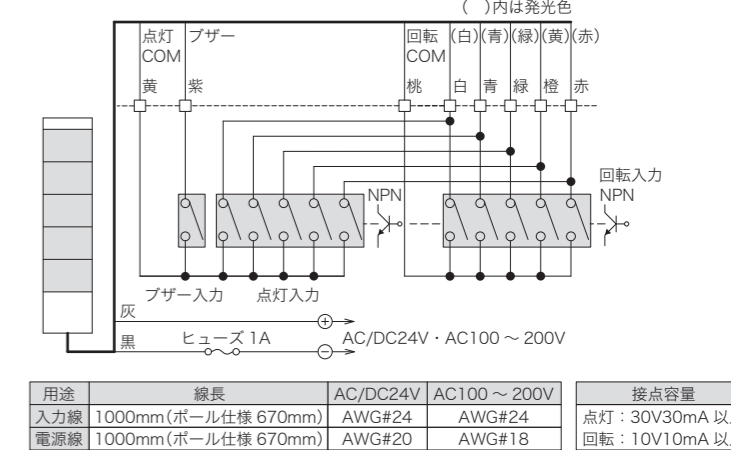 ( )内は発光色
点灯 ブザー 回転 (白)(青)(緑)(黄)(赤)
COM COM
黄 紫 桃 白 青 緑 橙 赤
回転入力
NPN NPN
ブザー入力 点灯入力
灰
黒 ヒューズ 1A AC/DC24V・AC100 ～ 200V
用途 線長 AC/DC24V AC100 ～ 200V 接点容量
入力線 1000mm(ポール仕様 670mm) AWG#24 AWG#24 点灯：30V30mA 以
電源線 1000mm(ポール仕様 670mm) AWG#20 AWG#18 回転：10V10mA 以